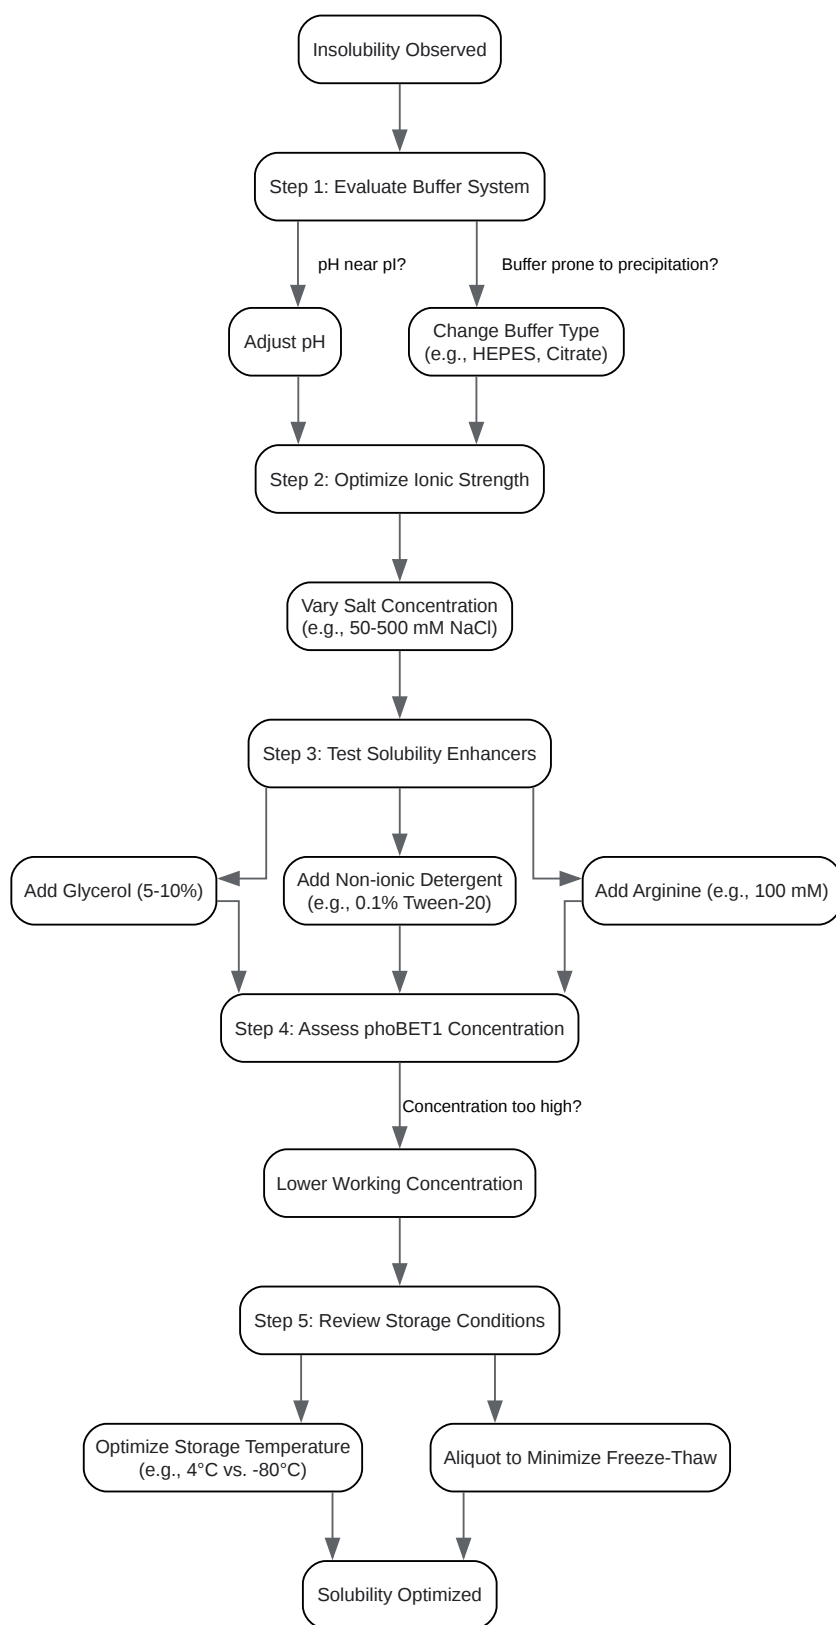 Insolubility Observed
Step 1: Evaluate Buffer System
pH near pI?
Buffer prone to precipitation?
Adjust pH
Change Buffer Type
(e.g., HEPES, Citrate)
Step 2: Optimize Ionic Strength
Vary Salt Concentration
(e.g., 50-500 mM NaCl)
Step 3: Test Solubility Enhancers
Add Glycerol (5-10%)
Add Non-ionic Detergent
(e.g., 0.1% Tween-20)
Add Arginine (e.g., 100 mM)
Step 4: Assess phoBET1 Concentration
Concentration too high?
Lower Working Concentration
Step 5: Review Storage Conditions
Optimize Storage Temperature
(e.g., 4°C vs. -80°C)
Aliquot to Minimize Freeze-Thaw
Solubility Optimized